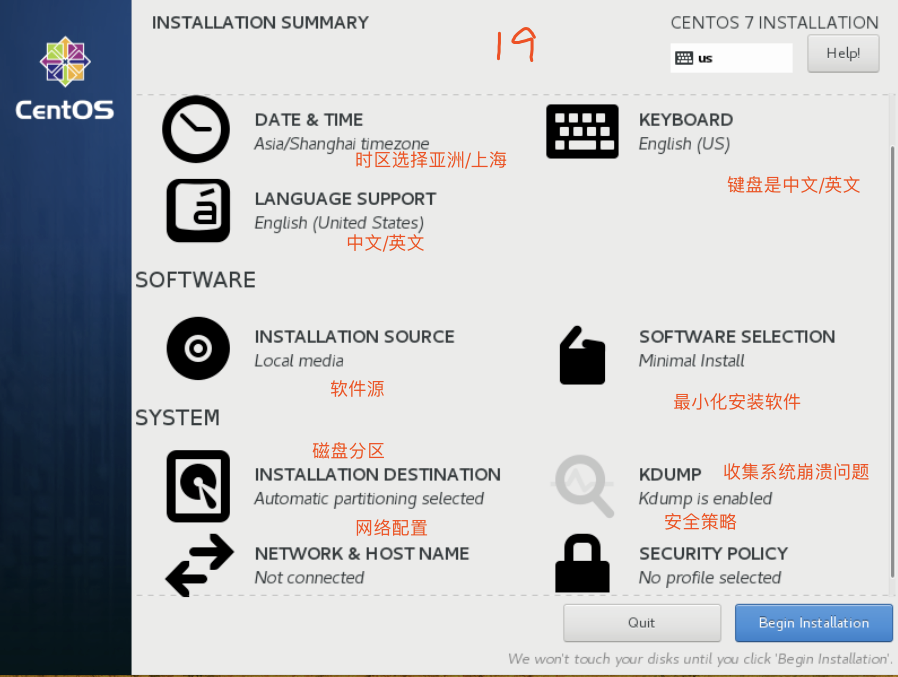 INSTALLATION SUMMARY
CENTOS 7 INSTALLATION
19
us
Help!
CentOS
DATE & TIME
Asia/Shanghai timezone
时区选择亚洲/上海
KEYBOARD
English (US)
键盘是中文/英文
LANGUAGE SUPPORT
English (United States)
中文/英文
SOFTWARE
INSTALLATION SOURCE
Local media
软件源
SOFTWARE SELECTION
Minimal Install
最小化安装软件
SYSTEM
磁盘分区
INSTALLATION DESTINATION
Automatic partitioning selected
KDUMP
收集系统崩溃问题
Kdump is enabled
网络配置
NETWORK & HOST NAME
Not connected
安全策略
SECURITY POLICY
No profile selected
Quit
Begin Installation
We won't touch your disks until you click 'Begin Installation'.